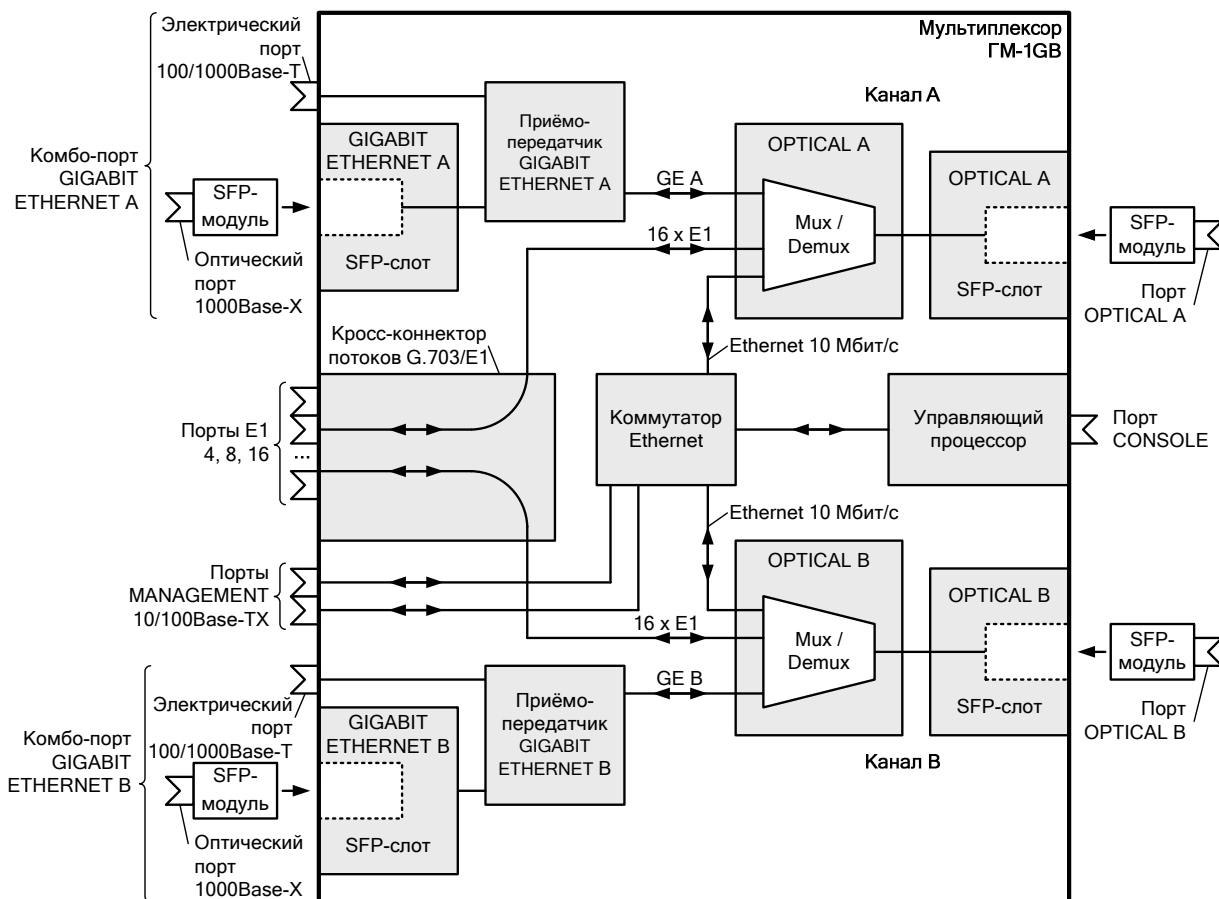 Мультиплексор
ГМ-1GB
Электрический
порт
100/1000Base-T
Канал А
Комбо-порт
GIGABIT
ETHERNET A
SFP-
модуль
Оптический
порт
1000Base-X
GIGABIT
ETHERNET A
SFP-слот
Приёмо-
передатчик
GIGABIT
ETHERNET A
GE A
16 x E1
OPTICAL A
Mux /
Demux
OPTICAL A
SFP-слот
SFP-
модуль
Порт
OPTICAL A
Кросс-коннектор
потоков G.703/E1
Ethernet 10 Мбит/с
Порты E1
4, 8, 16
...
Коммутатор
Ethernet
Управляющий
процессор
Порт
CONSOLE
Ethernet 10 Мбит/с
Порты
MANAGEMENT
10/100Base-TX
16 x E1
GE B
OPTICAL B
Mux /
Demux
OPTICAL B
SFP-слот
SFP-
модуль
Порт
OPTICAL B
Электрический
порт
100/1000Base-T
Комбо-порт
GIGABIT
ETHERNET B
SFP-
модуль
Оптический
порт
1000Base-X
GIGABIT
ETHERNET B
SFP-слот
Приёмо-
передатчик
GIGABIT
ETHERNET B
Канал В